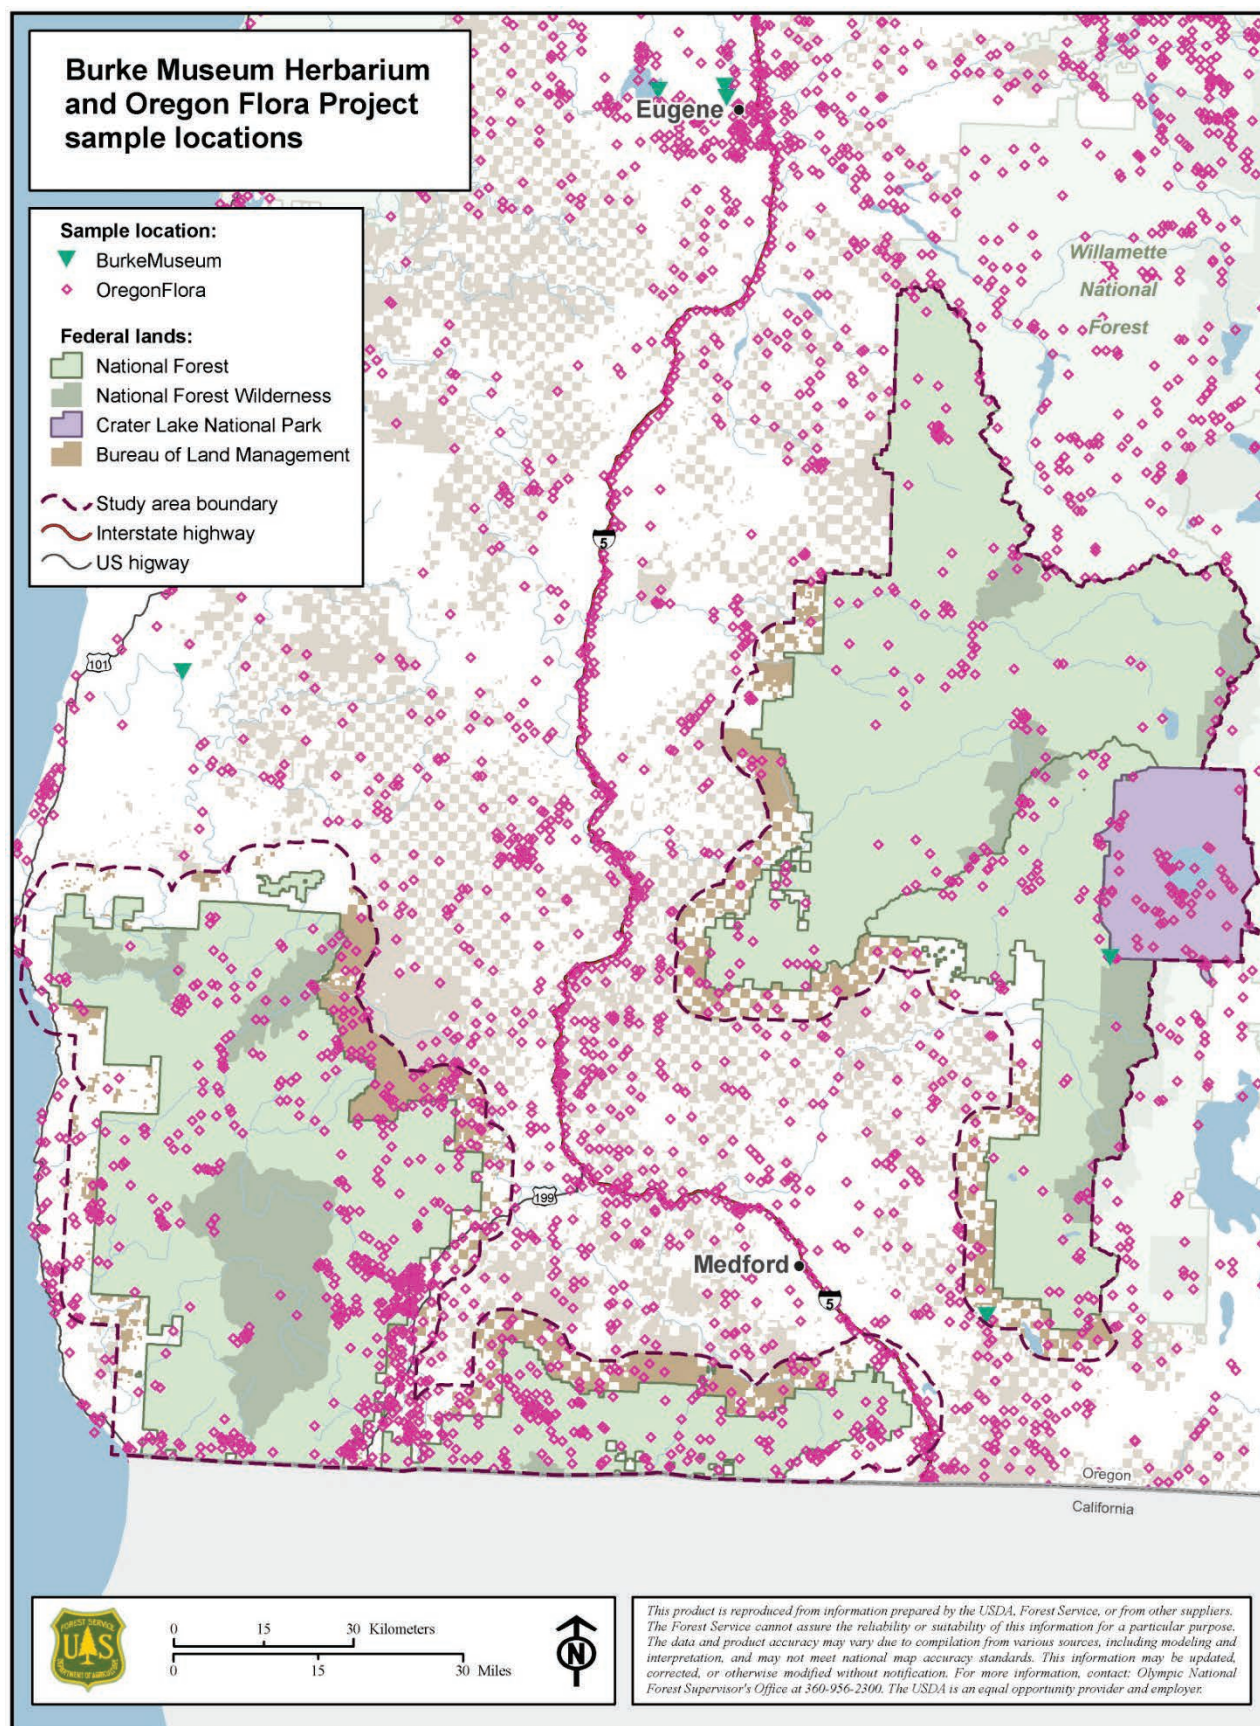 Burke Museum Herbarium
and Oregon Flora Project
sample locations
Sample location:
BurkeMuseum
OregonFlora
Federal lands:
National Forest
National Forest Wilderness
Crater Lake National Park
Bureau of Land Management
Study area boundary
Interstate highway
US higway
Eugene
Willamette
National
Forest
5
101
199
Medford
5
Oregon
California
FOREST SERVICE
U S
DEPARTMENT OF AGRICULTURE
0 15 30 Kilometers
0 15 30 Miles
N
This product is reproduced from information prepared by the USDA, Forest Service, or from other suppliers.
The Forest Service cannot assure the reliability or suitability of this information for a particular purpose.
The data and product accuracy may vary due to compilation from various sources, including modeling and
interpretation, and may not meet national map accuracy standards. This information may be updated,
corrected, or otherwise modified without notification. For more information, contact: Olympic National
Forest Supervisor's Office at 360-956-2300. The USDA is an equal opportunity provider and employer.